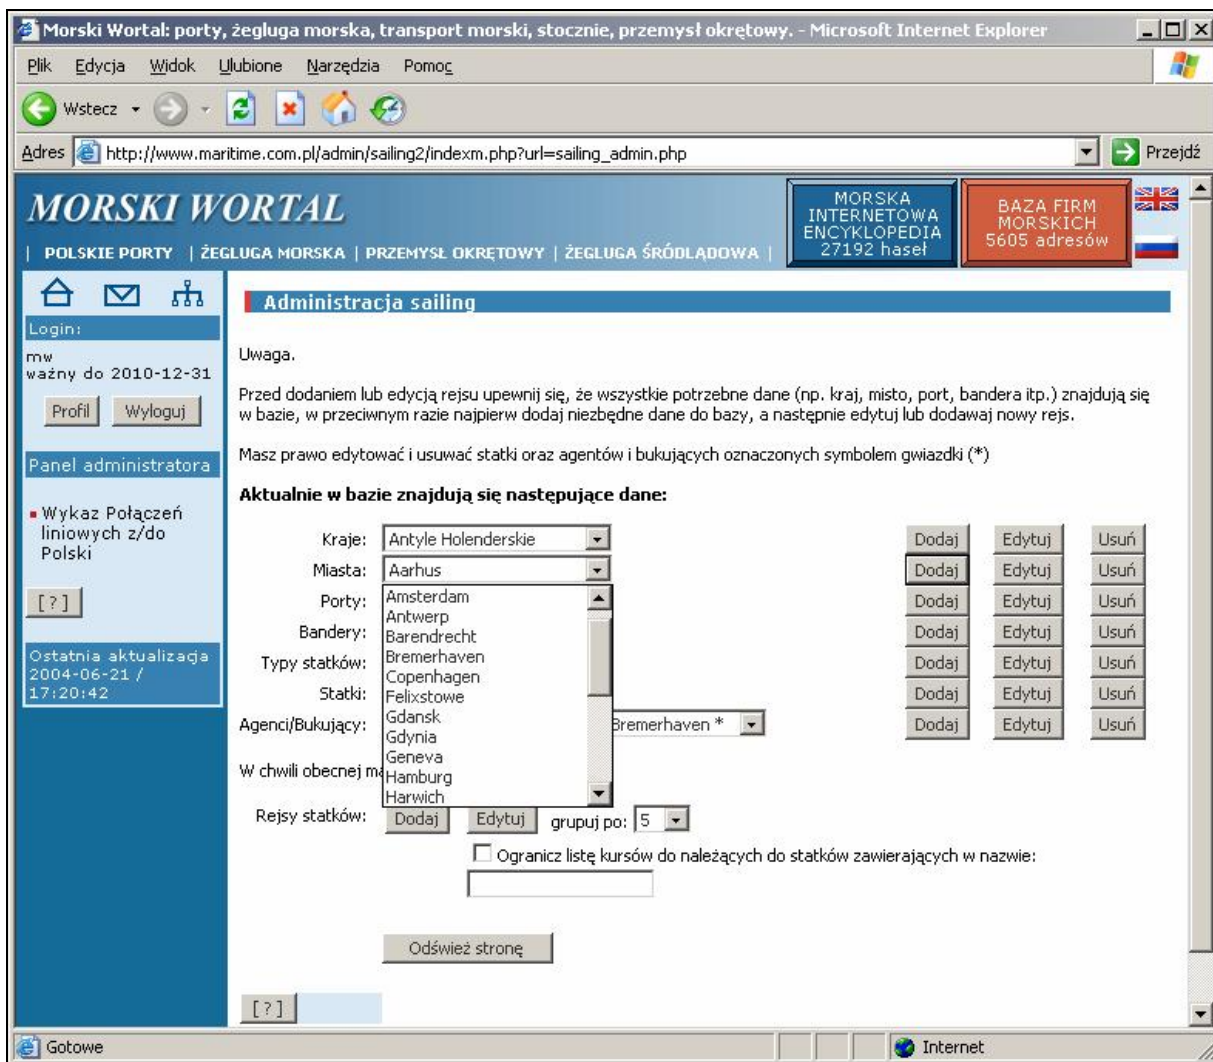 Morski Wortal: porty, żegluga morska, transport morski, stocznie, przemysł okrętowy. - Microsoft Internet Explorer
Plik Edycja Widok Ulubione Narzędzia Pomoc
Wstecz
Adres http://www.maritime.com.pl/admin/sailing2/indexm.php?url=sailing_admin.php Przejdź
MORSKI WORTAL
MORSKA
INTERNETOWA
ENCYKLOPEDIA
27192 haseł
BAZA FIRM
MORSKICH
5605 adresów
| POLSKIE PORTY | ŻEGLUGA MORSKA | PRZEMYSŁ OKRĘTOWY | ŻEGLUGA ŚRÓDLĄDOWA |
Login:
mw
ważny do 2010-12-31
Profil Wyloguj
Panel administratora
Wykaz Połączeń
liniowych z/do
Polski
[ ? ]
Ostatnia aktualizacja
2004-06-21 /
17:20:42
Administracja sailing
Uwaga.
Przed dodaniem lub edycją rejsu upewnij się, że wszystkie potrzebne dane (np. kraj, misto, port, bandera itp.) znajdują się
w bazie, w przeciwnym razie najpierw dodaj niezbędne dane do bazy, a następnie edytuj lub dodawaj nowy rejs.
Masz prawo edytować i usuwać statki oraz agentów i bukujących oznaczonych symbolem gwiazdki (*)
Aktualnie w bazie znajdują się następujące dane:
Kraje: Antyle Holenderskie Dodaj Edytuj Usuń
Miasta: Aarhus Dodaj Edytuj Usuń
Porty: Dodaj Edytuj Usuń
Bandery: Dodaj Edytuj Usuń
Typy statków: Dodaj Edytuj Usuń
Statki: Dodaj Edytuj Usuń
Agenci/Bukujący: Bremerhaven * Dodaj Edytuj Usuń
Amsterdam
Antwerp
Barendrecht
Bremerhaven
Copenhagen
Felixstowe
Gdansk
Gdynia
Geneva
Hamburg
Harwich
W chwili obecnej
Rejsy statków: Dodaj Edytuj grupuj po: 5
Ogranicz listę kursów do należących do statków zawierających w nazwie:
Odśwież stronę
[ ? ]
Gotowe Internet